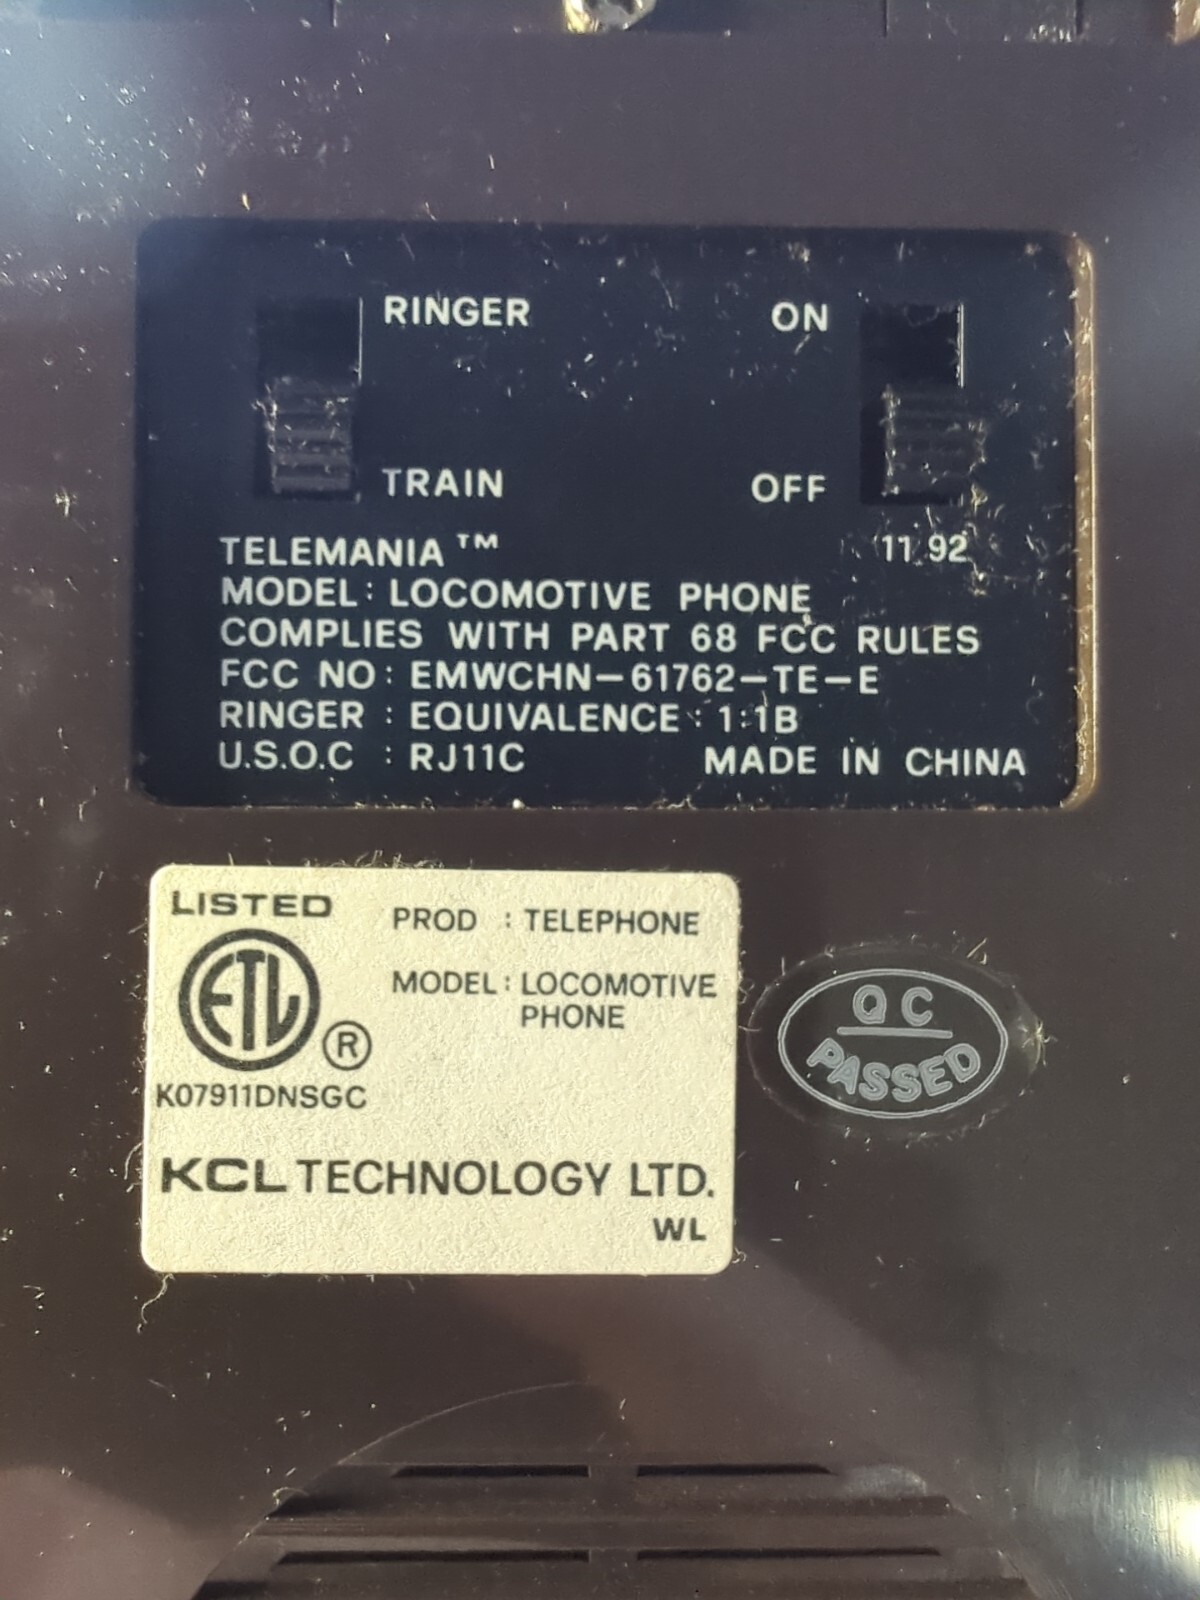 RINGER ON
TRAIN OFF
TELEMANIA™ 11 92
MODEL: LOCOMOTIVE PHONE
COMPLIES WITH PART 68 FCC RULES
FCC NO: EMWCHN-61762-TE-E
RINGER : EQUIVALENCE : 1:1B
U.S.O.C : RJ11C MADE IN CHINA
LISTED
ETL
®
K07911DNSGC
PROD : TELEPHONE
MODEL: LOCOMOTIVE
PHONE
KCL TECHNOLOGY LTD.
WL
QC
PASSED